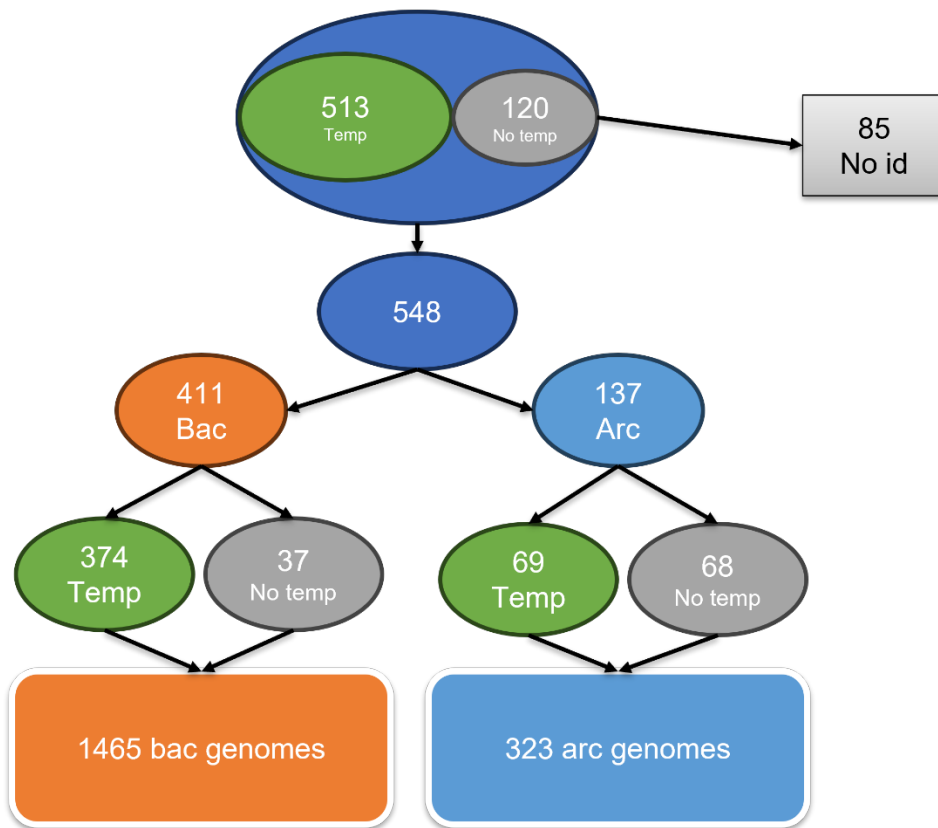 513
Temp
120
No temp
85
No id
548
411
Bac
137
Arc
374
Temp
37
No temp
69
Temp
68
No temp
1465 bac genomes
323 arc genomes